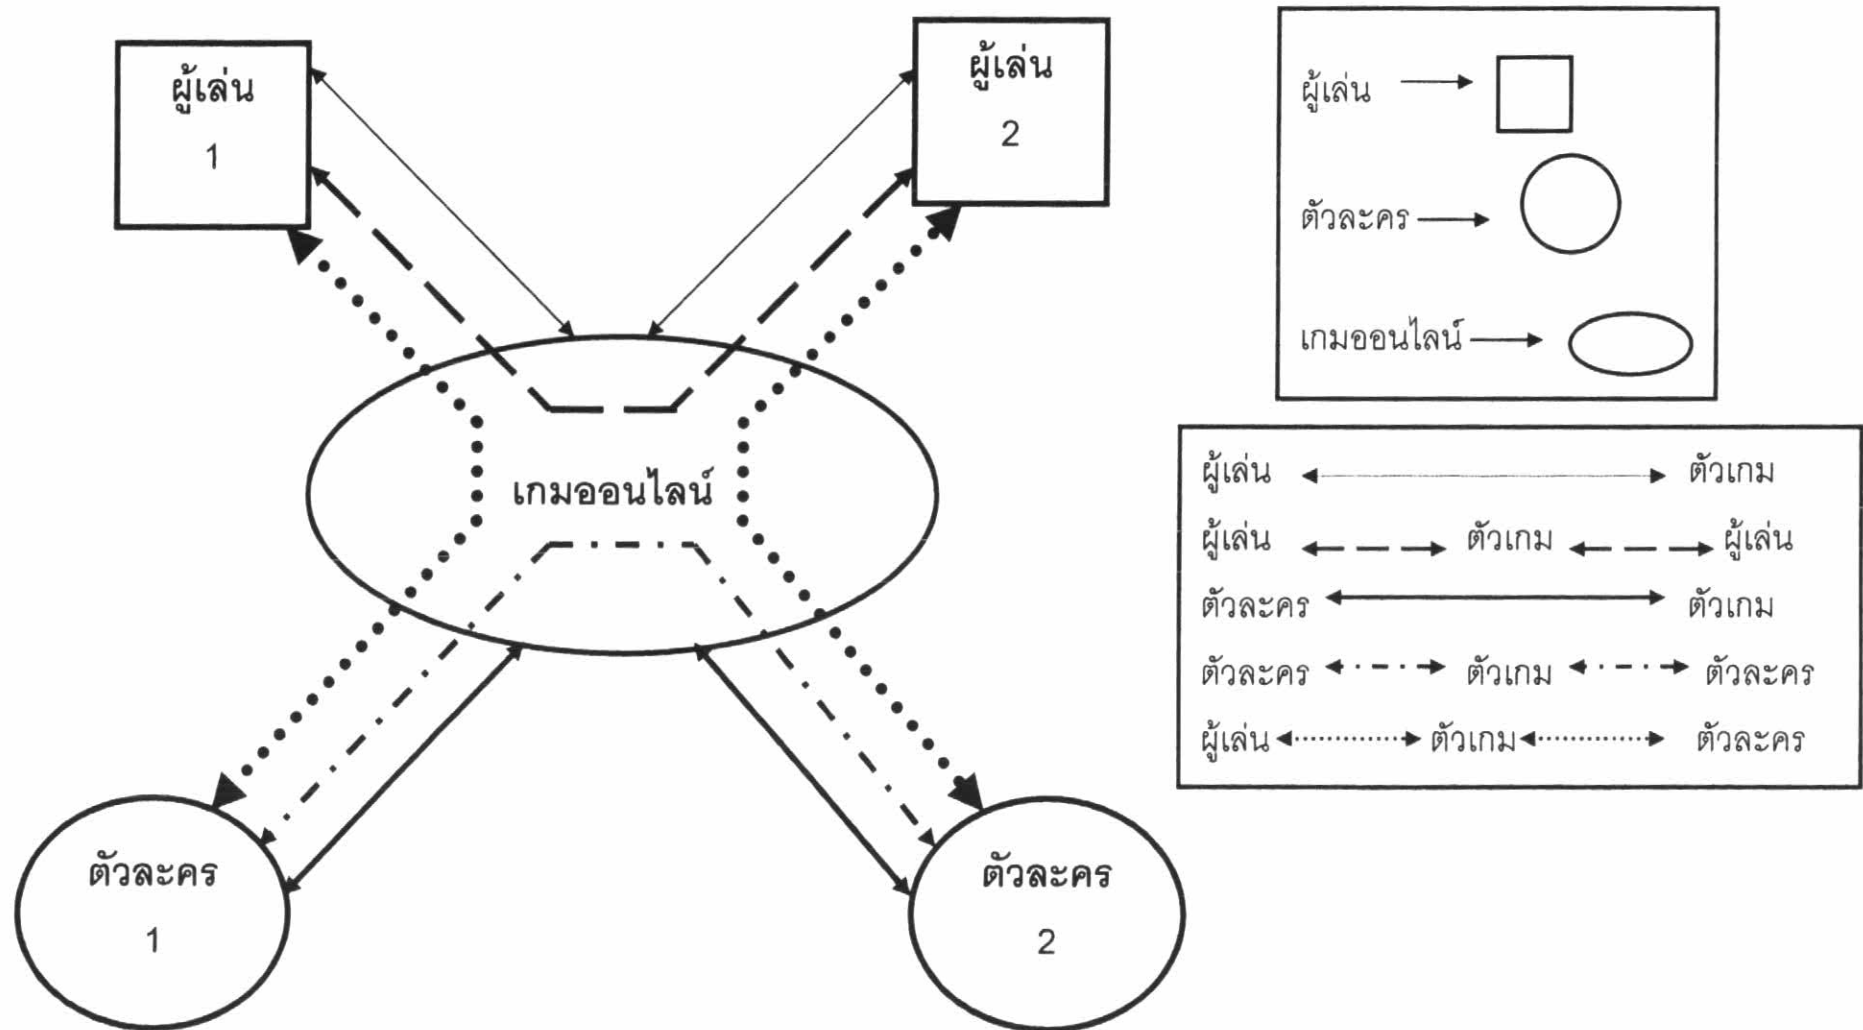 ผู้เล่น
1
ผู้เล่น
2
เกมออนไลน์
ตัวละคร
1
ตัวละคร
2
ผู้เล่น
ตัวละคร
เกมออนไลน์
ผู้เล่น ตัวเกม
ผู้เล่น ตัวเกม ผู้เล่น
ตัวละคร ตัวเกม
ตัวละคร ตัวเกม ตัวละคร
ผู้เล่น ตัวเกม ตัวละคร